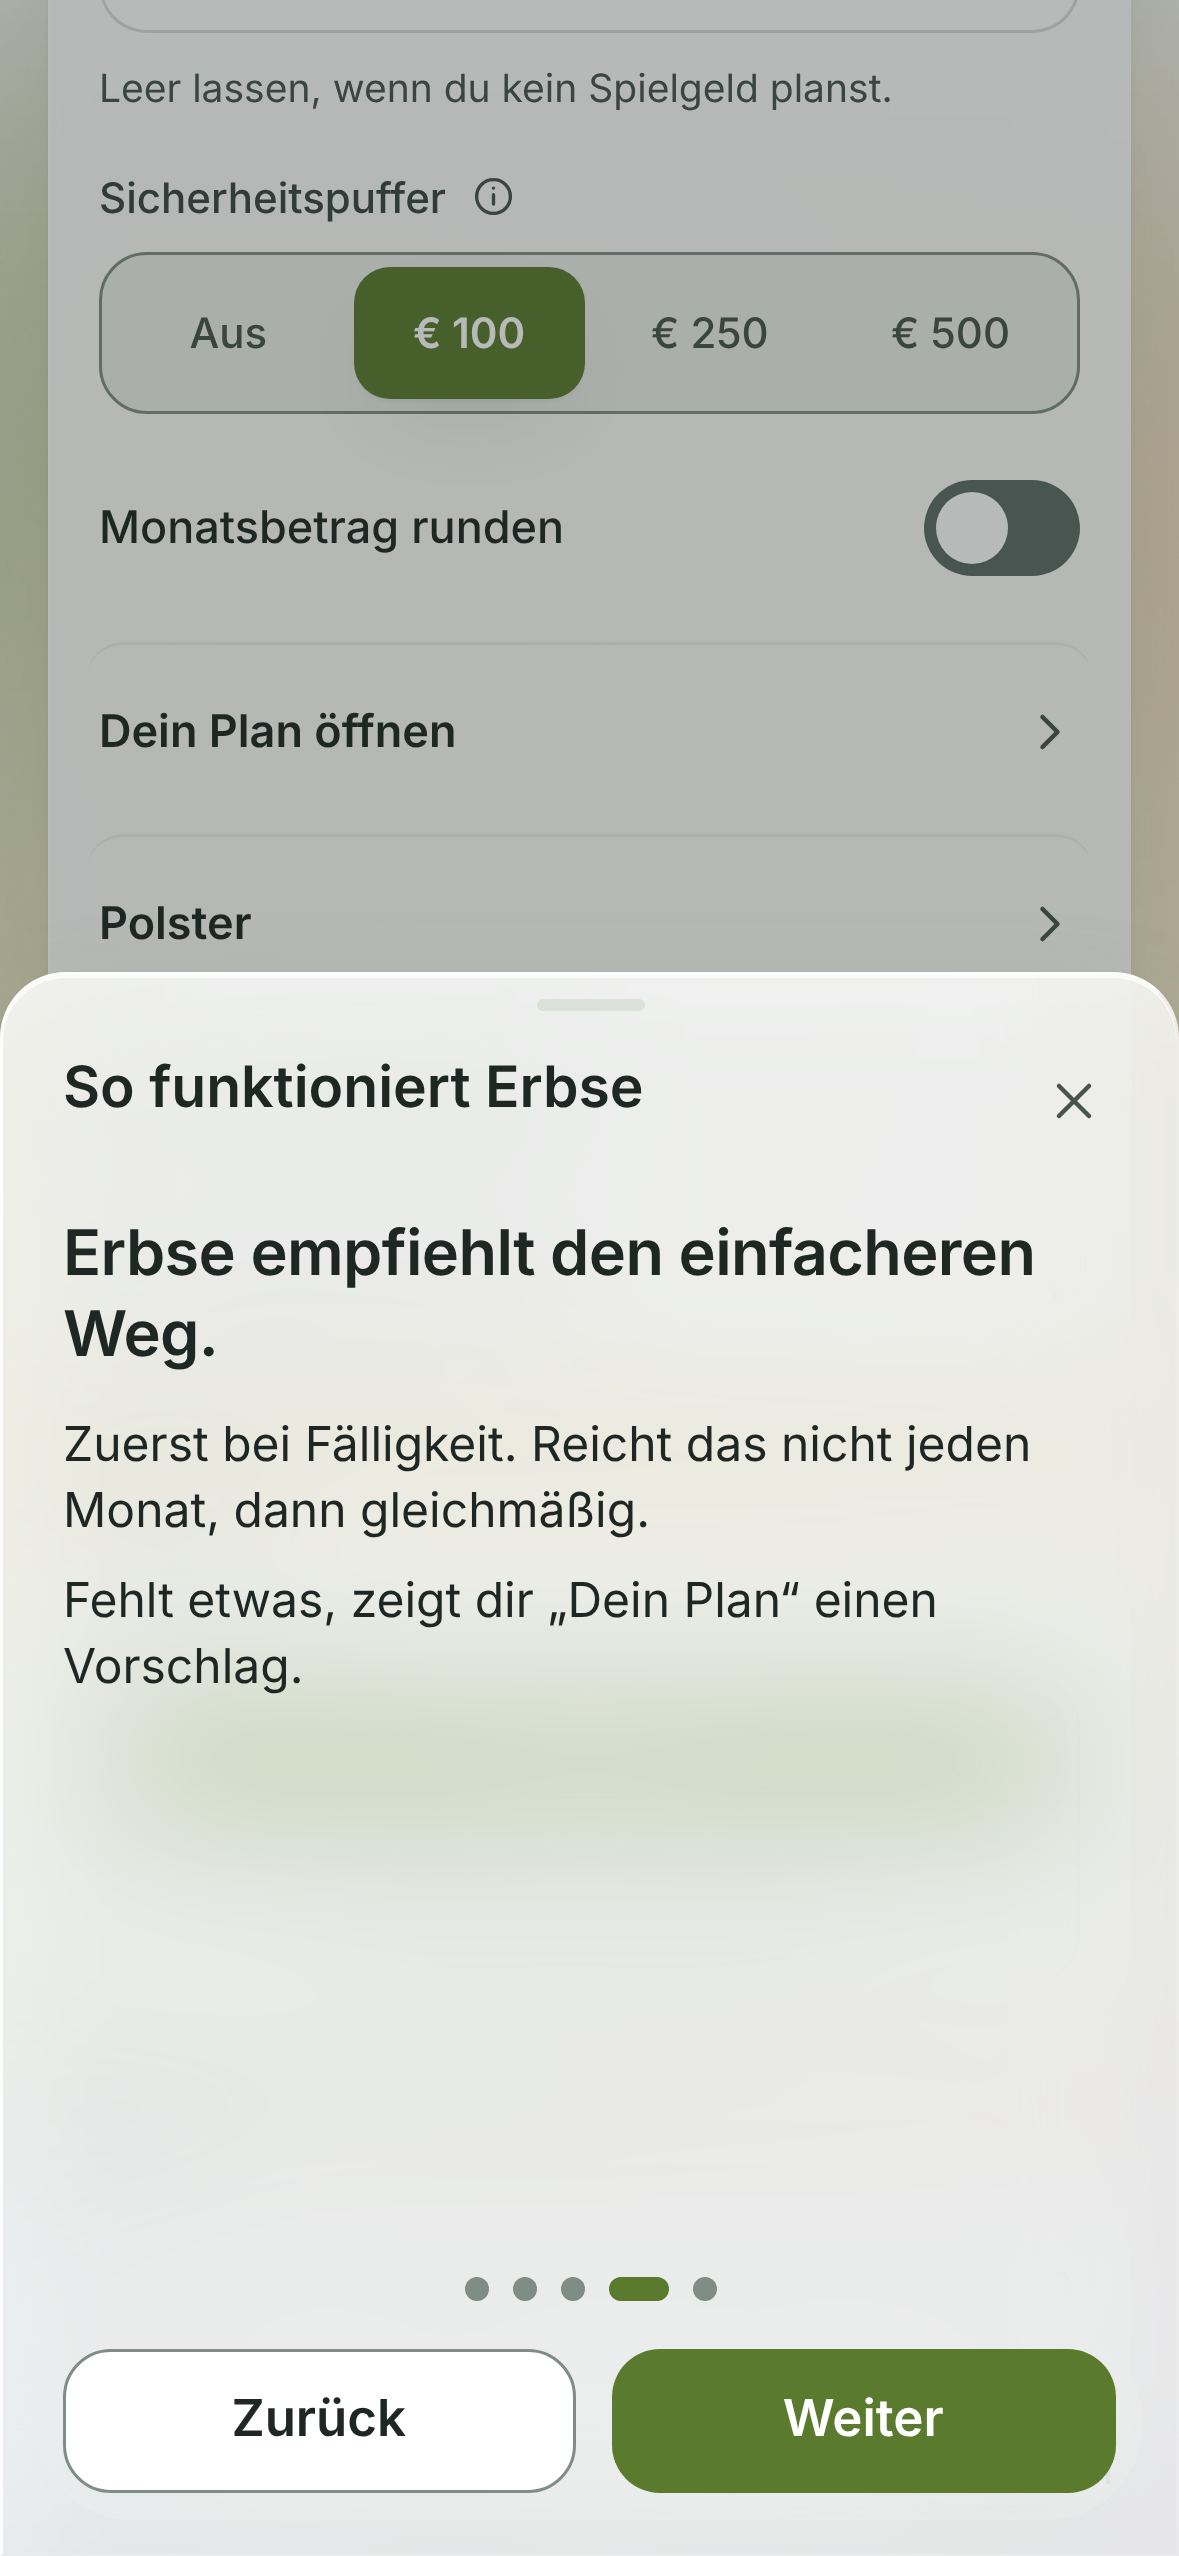 Leer lassen, wenn du kein Spielgeld planst.
Sicherheitspuffer
Aus
€ 100
€ 250
€ 500
Monatsbetrag runden
Dein Plan öffnen
Polster
So funktioniert Erbse
Erbse empfiehlt den einfacheren
Weg.
Zuerst bei Fälligkeit. Reicht das nicht jeden
Monat, dann gleichmäßig.
Fehlt etwas, zeigt dir „Dein Plan“ einen
Vorschlag.
Zurück
Weiter